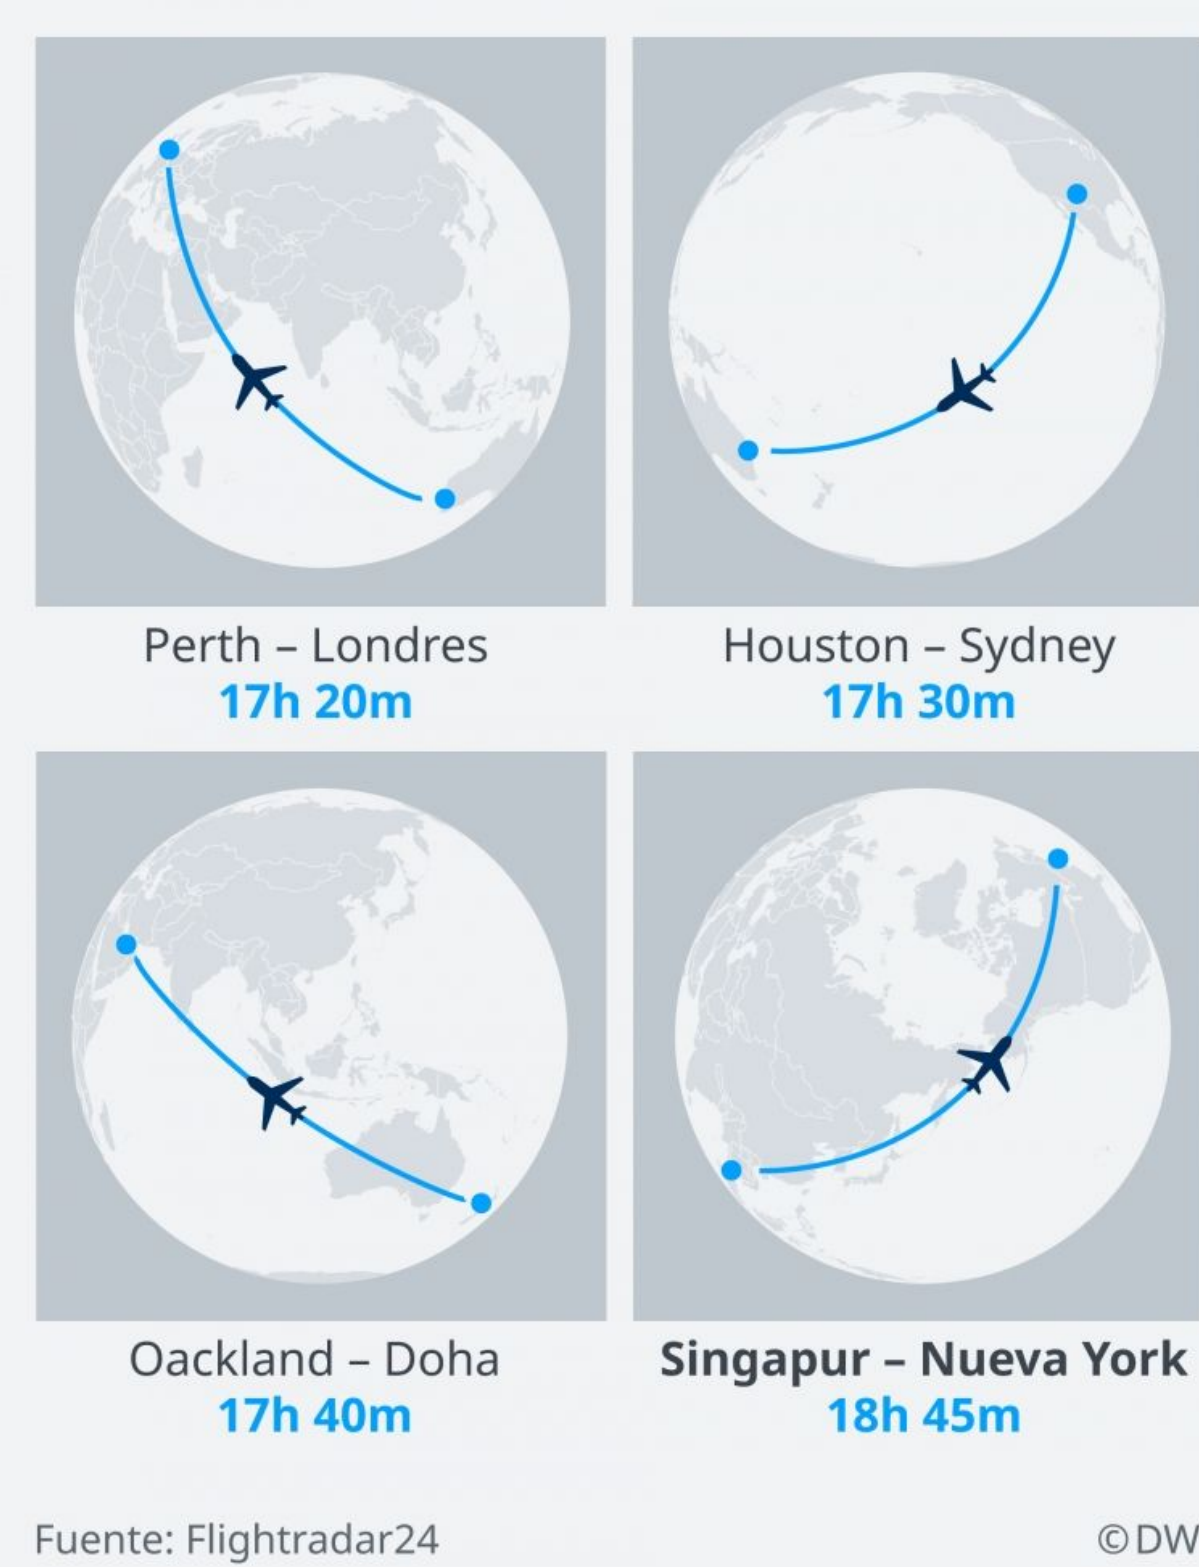 Perth – Londres
17h 20m
Houston – Sydney
17h 30m
Oackland – Doha
17h 40m
Singapur – Nueva York
18h 45m
Fuente: Flightradar24
© DW